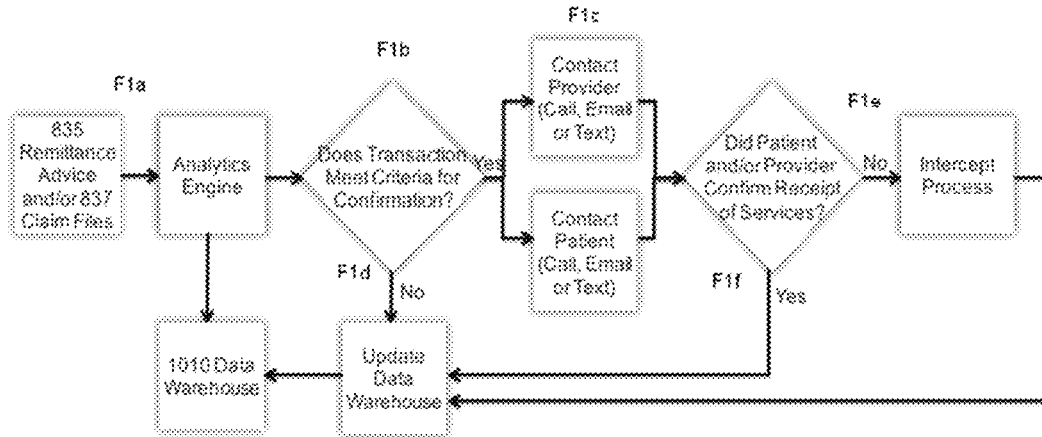 F1a
835
Remittance
Advice
and/or 837
Claim Files
Analytics
Engine
F1b
Does Transaction
Meet Criteria for
Confirmation?
Yes
F1c
Contact
Provider
(Call, Email
or Text)
Contact
Patient
(Call, Email
or Text)
Did Patient
and/or Provider
Confirm Receipt
of Services?
F1e
No
Intercept
Process
F1d
No
F1f
Yes
1010 Data
Warehouse
Update
Data
Warehouse